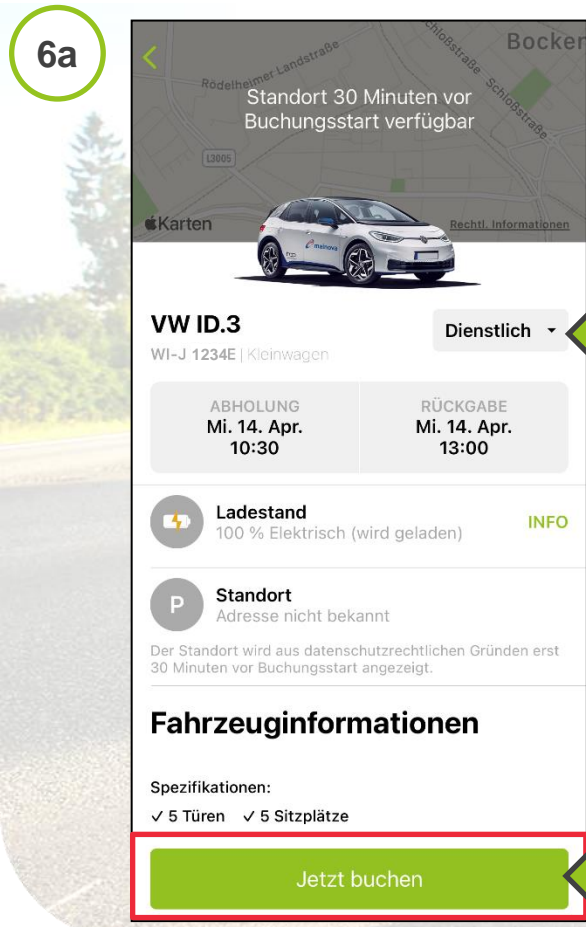 6a
Bocken
Rödelheimer Landstraße
Schloßstraße
Schloßstraße
Standort 30 Minuten vor
Buchungsstart verfügbar
L3005
Karten
Rechtl. Informationen
mainova
VW ID.3
Dienstlich
WI-J 1234E | Kleinwagen
ABHOLUNG
Mi. 14. Apr.
10:30
RÜCKGABE
Mi. 14. Apr.
13:00
Ladestand
100 % Elektrisch (wird geladen)
INFO
P
Standort
Adresse nicht bekannt
Der Standort wird aus datenschutzrechtlichen Gründen erst
30 Minuten vor Buchungsstart angezeigt.
Fahrzeuginformationen
Spezifikationen:
✓ 5 Türen ✓ 5 Sitzplätze
Jetzt buchen